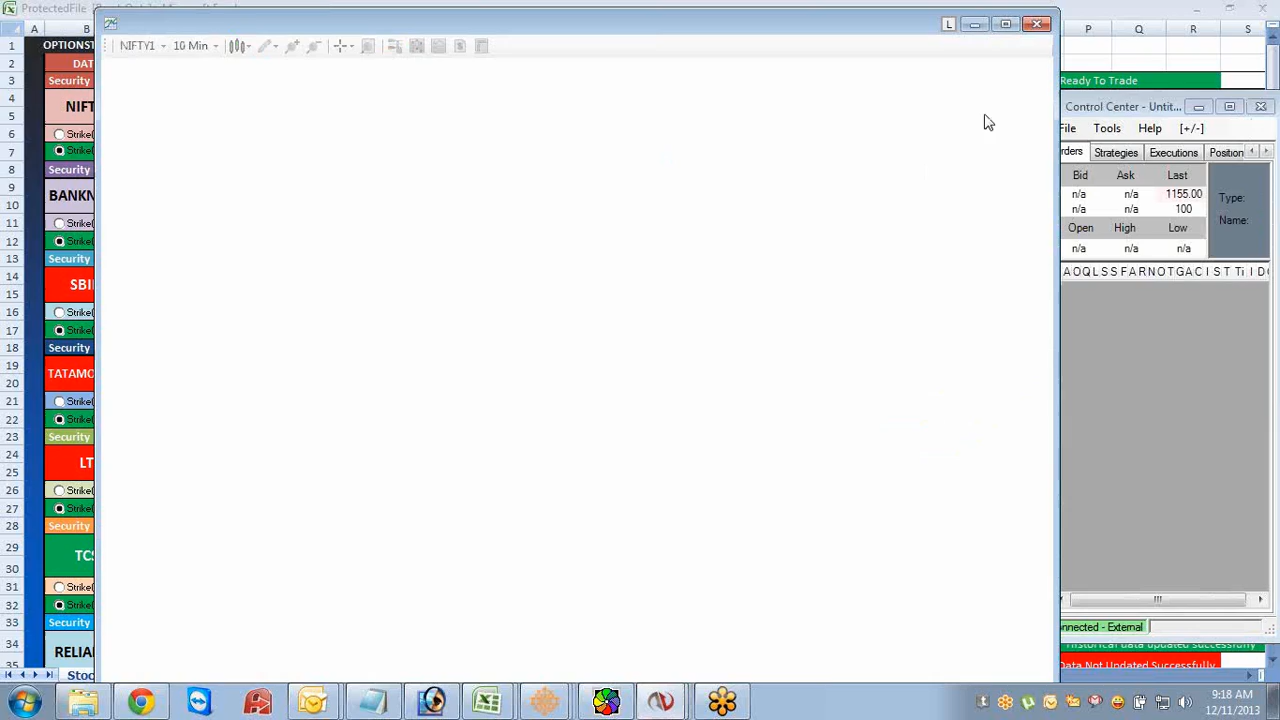 ProtectedFile
A
B
P
Q
R
S
L
NIFTY1
10 Min
1
OPTIONS
2
DAT
3
Security
Ready To Trade
4
NIFT
5
6
Strike(
7
Strike(
8
Security
9
BANKN
10
11
Strike(
12
Strike(
13
Security
14
SBI
15
16
Strike(
17
Strike(
18
Security
19
TATAMO
20
21
Strike(
22
Strike(
23
Security
24
LT
25
26
Strike(
27
Strike(
28
Security
29
TCS
30
31
Strike(
32
Strike(
33
Security
34
RELIA
35
Stoc
Control Center - Untit...
File Tools Help [+/-]
rders Strategies Executions Position
Bid Ask Last
n/a n/a 1155.00
n/a n/a 100
Open High Low
n/a n/a n/a
Type:
Name:
A O Q L S S F A R N O T G A C I S T Ti I D
onnected - External
Historical data updated successfully
Data Not Updated Successfully
9:18 AM
12/11/2013